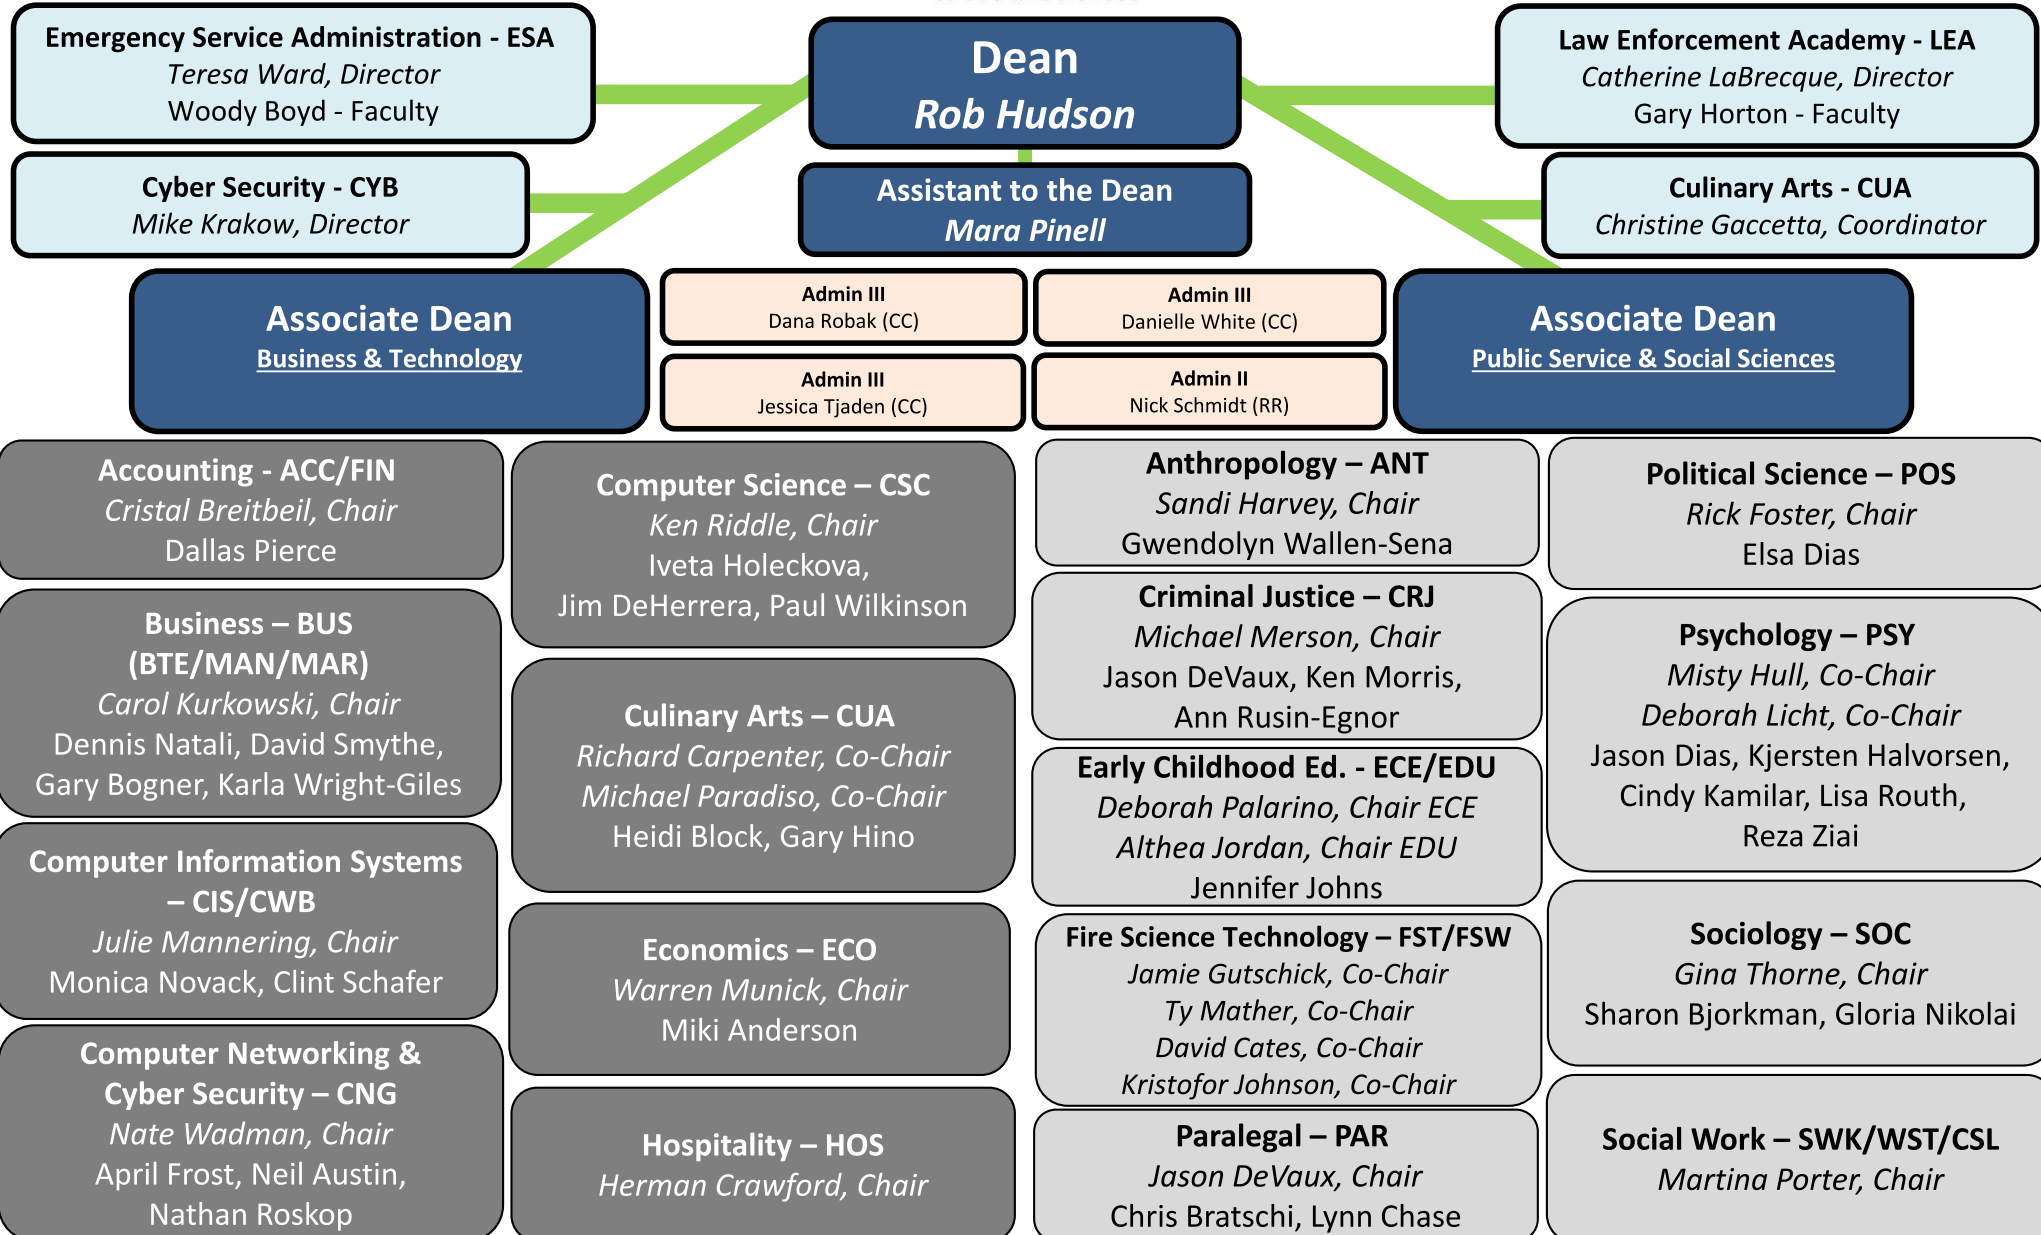 Emergency Service Administration - ESA
Teresa Ward, Director
Woody Boyd - Faculty
Dean
Rob Hudson
Law Enforcement Academy - LEA
Catherine LaBrecque, Director
Gary Horton - Faculty
Cyber Security - CYB
Mike Krakow, Director
Assistant to the Dean
Mara Pinell
Culinary Arts - CUA
Christine Gaccetta, Coordinator
Associate Dean
Business & Technology
Admin III
Dana Robak (CC)
Admin III
Danielle White (CC)
Admin III
Jessica Tjaden (CC)
Admin II
Nick Schmidt (RR)
Associate Dean
Public Service & Social Sciences
Accounting - ACC/FIN
Cristal Breitbeil, Chair
Dallas Pierce
Business – BUS
(BTE/MAN/MAR)
Carol Kurkowski, Chair
Dennis Natali, David Smythe,
Gary Bogner, Karla Wright-Giles
Computer Information Systems
– CIS/CWB
Julie Mannering, Chair
Monica Novack, Clint Schafer
Computer Networking &
Cyber Security – CNG
Nate Wadman, Chair
April Frost, Neil Austin,
Nathan Roskop
Computer Science – CSC
Ken Riddle, Chair
Iveta Holeckova,
Jim DeHerrera, Paul Wilkinson
Culinary Arts – CUA
Richard Carpenter, Co-Chair
Michael Paradiso, Co-Chair
Heidi Block, Gary Hino
Economics – ECO
Warren Munick, Chair
Miki Anderson
Hospitality – HOS
Herman Crawford, Chair
Anthropology – ANT
Sandi Harvey, Chair
Gwendolyn Wallen-Sena
Criminal Justice – CRJ
Michael Merson, Chair
Jason DeVaux, Ken Morris,
Ann Rusin-Egnor
Early Childhood Ed. - ECE/EDU
Deborah Palarino, Chair ECE
Althea Jordan, Chair EDU
Jennifer Johns
Fire Science Technology – FST/FSW
Jamie Gutschick, Co-Chair
Ty Mather, Co-Chair
David Cates, Co-Chair
Kristofor Johnson, Co-Chair
Paralegal – PAR
Jason DeVaux, Chair
Chris Bratschi, Lynn Chase
Political Science – POS
Rick Foster, Chair
Elsa Dias
Psychology – PSY
Misty Hull, Co-Chair
Deborah Licht, Co-Chair
Jason Dias, Kjersten Halvorsen,
Cindy Kamilar, Lisa Routh,
Reza Ziai
Sociology – SOC
Gina Thorne, Chair
Sharon Bjorkman, Gloria Nikolai
Social Work – SWK/WST/CSL
Martina Porter, Chair